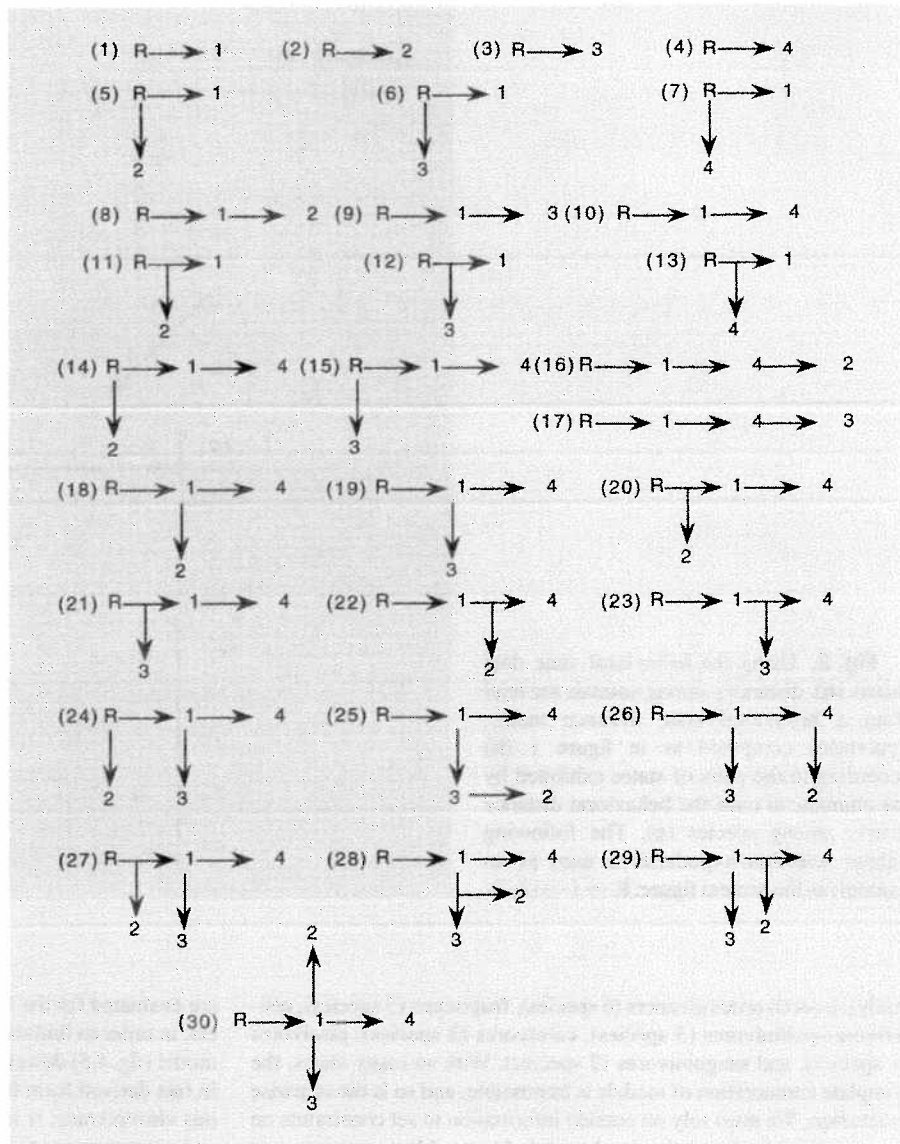 (1) R 1 (2) R 2 (3) R 3 (4) R 4
(5) R 1 (6) R 1 (7) R 1
2 3 4
(8) R 1 2 (9) R 1 3 (10) R 1 4
(11) R 1 (12) R 1 (13) R 1
2 3 4
(14) R 1 4 (15) R 1 4 (16) R 1 4 2
(17) R 1 4 3
2 3
(18) R 1 4 (19) R 1 4 (20) R 1 4
2 3 2
(21) R 1 4 (22) R 1 4 (23) R 1 4
3 2 3
(24) R 1 4 (25) R 1 4 (26) R 1 4
2 3 3 2 3 2
(27) R 1 4 (28) R 1 4 (29) R 1 4
2
2 3 3 3 2
2
(30) R 1 4
3